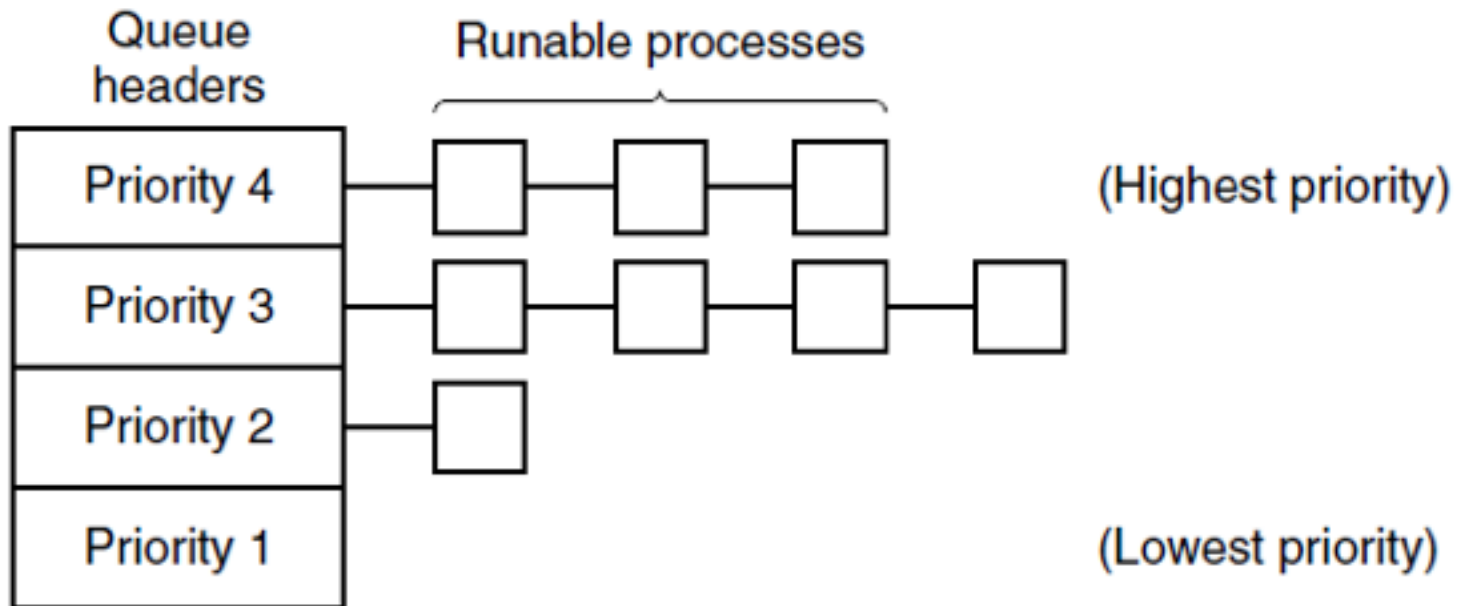 Queue
headers
Runable processes
Priority 4
(Highest priority)
Priority 3
Priority 2
Priority 1
(Lowest priority)